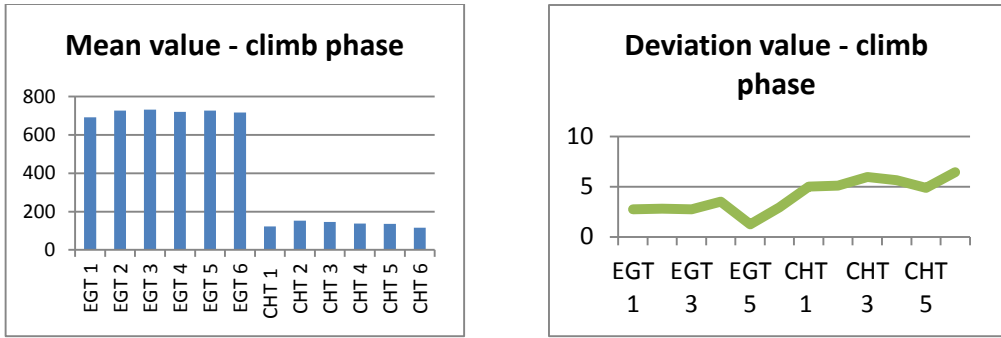 Mean value - climb phase
800
600
400
200
0
EGT 1
EGT 2
EGT 3
EGT 4
EGT 5
EGT 6
CHT 1
CHT 2
CHT 3
CHT 4
CHT 5
CHT 6
Deviation value - climb
phase
10
5
0
EGT
1
EGT
3
EGT
5
CHT
1
CHT
3
CHT
5